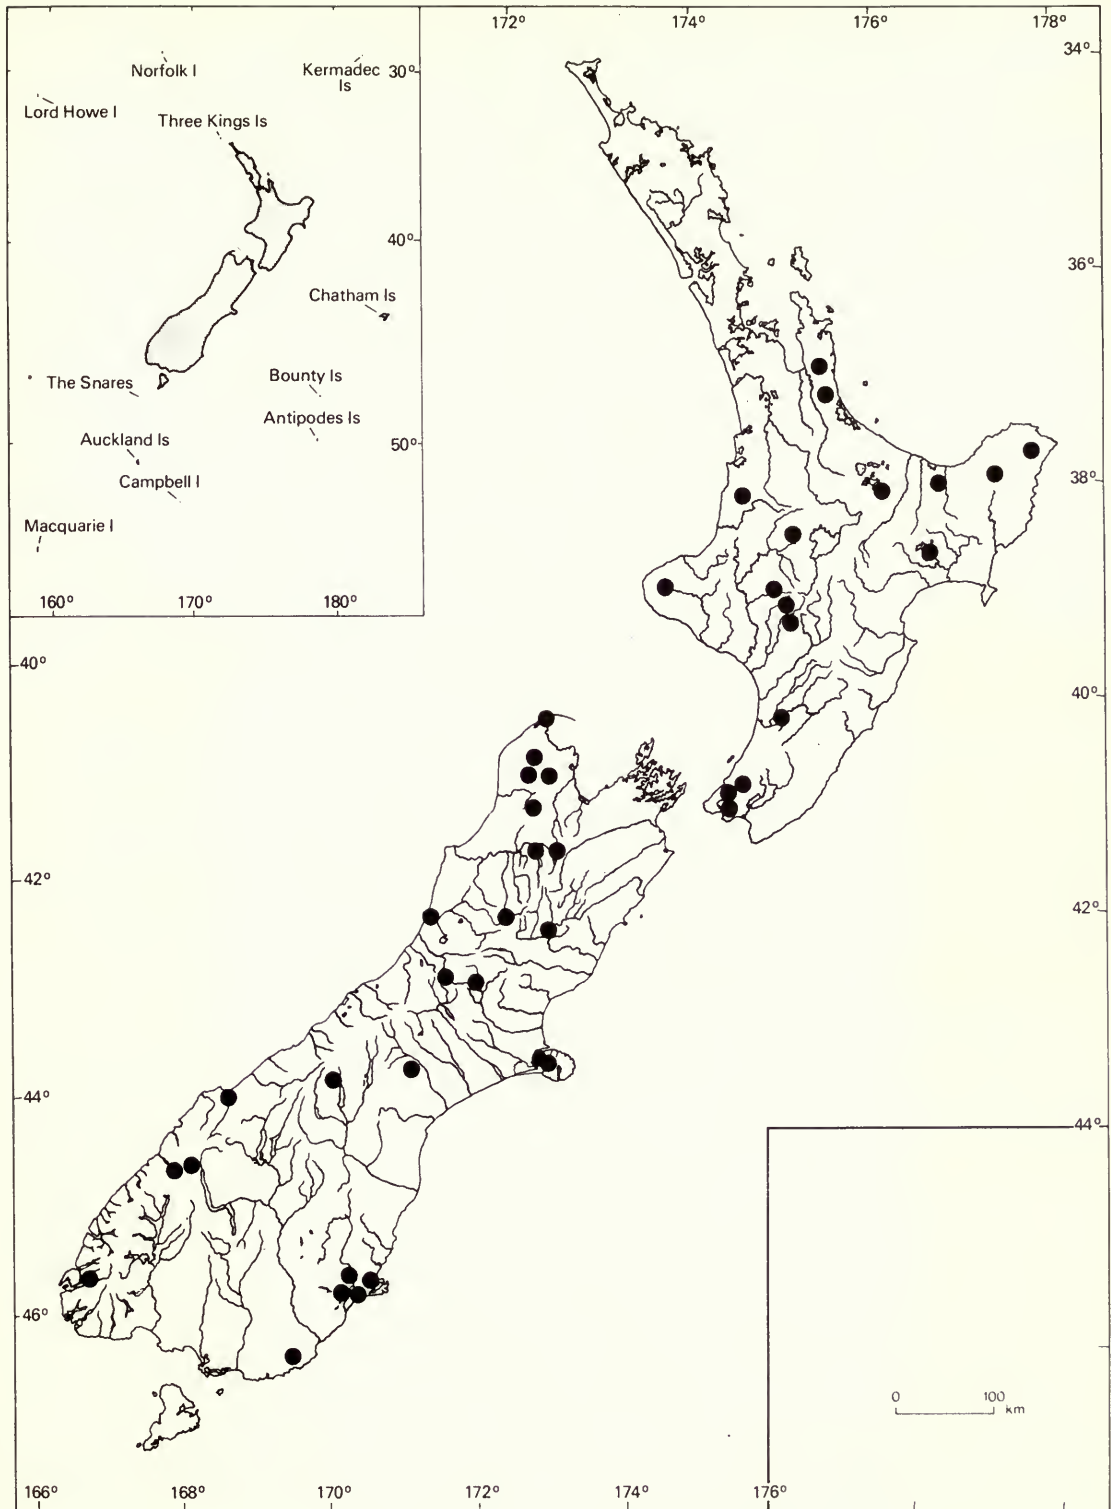 172°
174°
176°
178°
34°
Norfolk I
Kermadec
Is
30°
Lord Howe I
Three Kings Is
40°
36°
Chatham Is
The Snares
Bounty Is
Antipodes Is
Auckland Is
50°
Campbell I
38°
Macquarie I
160°
170°
180°
40°
40°
42°
42°
44°
44°
46°
0
100
km
166°
168°
170°
172°
174°
176°